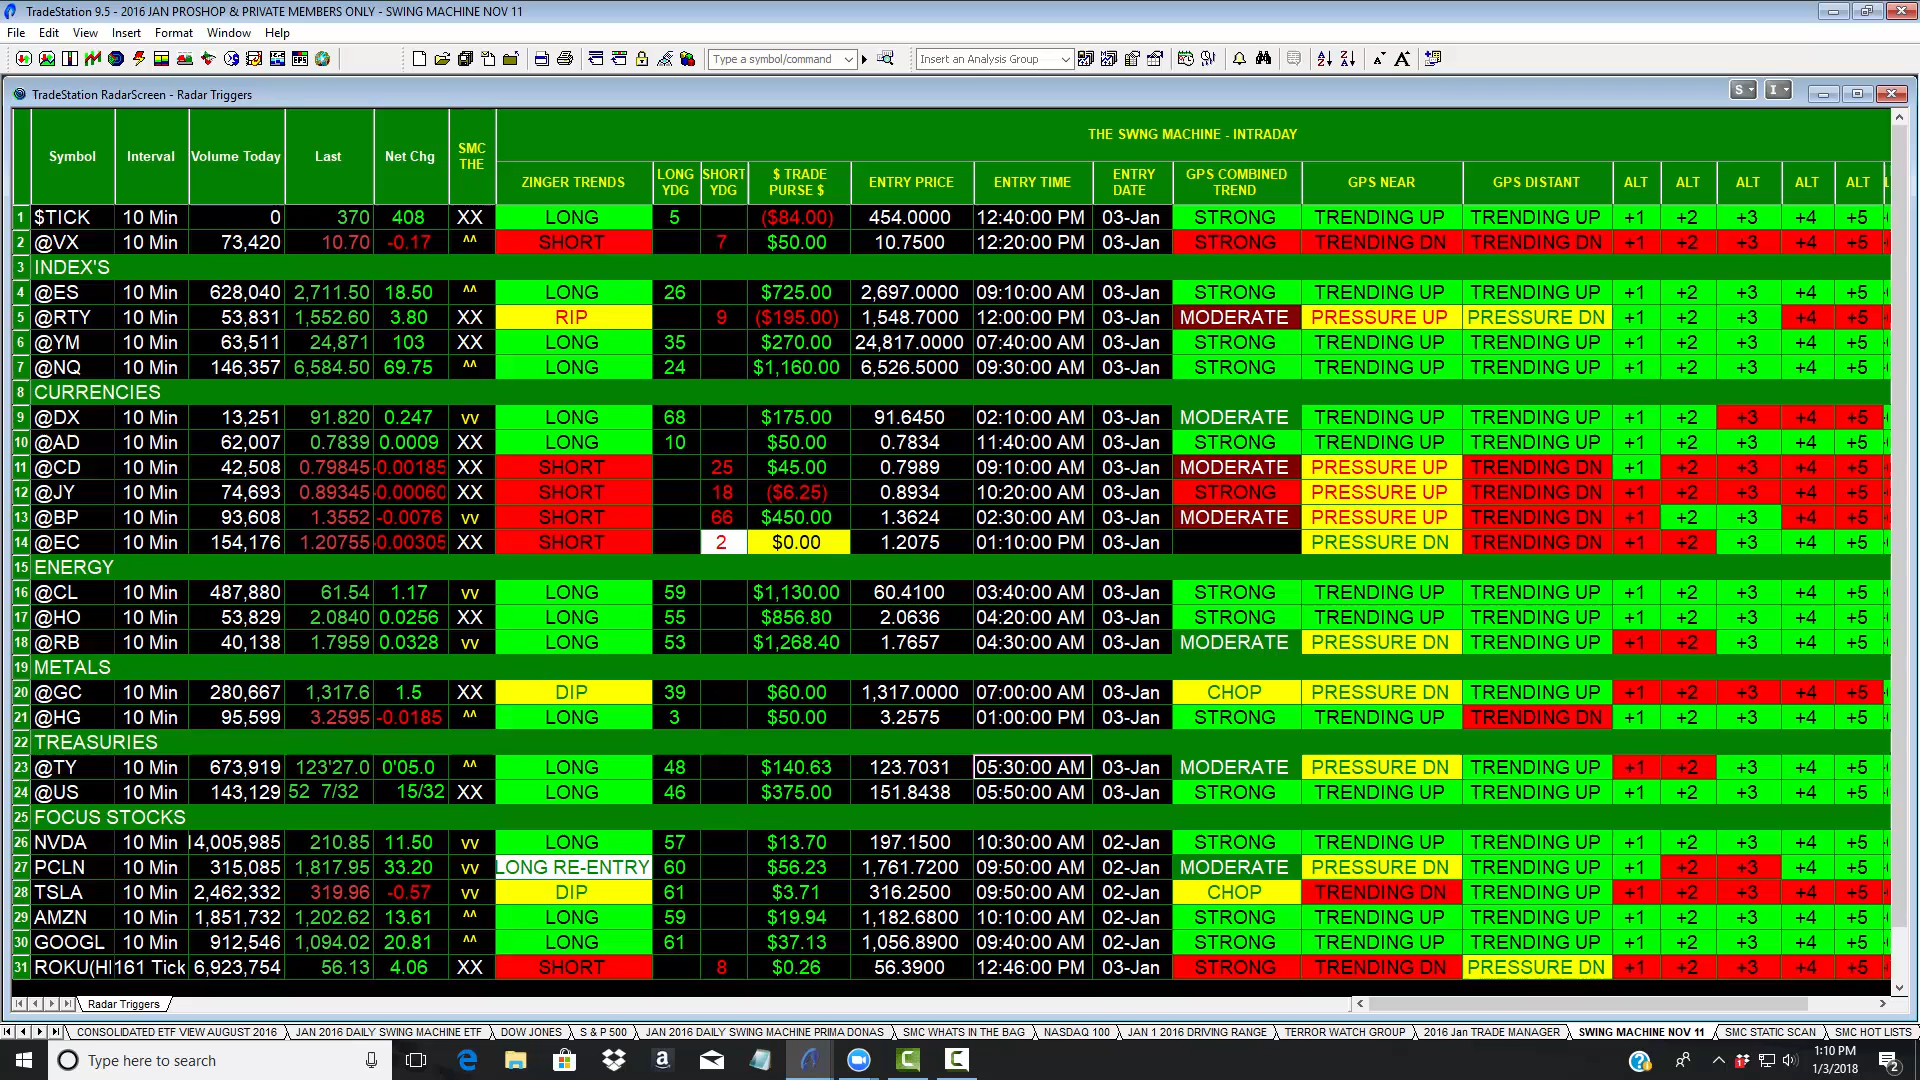 TradeStation 9.5 - 2016 JAN PROSHOP & PRIVATE MEMBERS ONLY - SWING MACHINE NOV 11
File Edit View Insert Format Window Help
Type a symbol/command Insert an Analysis Group
TradeStation RadarScreen - Radar Triggers S I
THE SWNG MACHINE - INTRADAY
Symbol Interval Volume Today Last Net Chg SMC THE ZINGER TRENDS LONG YDG SHORT YDG $ TRADE PURSE $ ENTRY PRICE ENTRY TIME ENTRY DATE GPS COMBINED TREND GPS NEAR GPS DISTANT ALT ALT ALT ALT ALT
1 $TICK 10 Min 0 370 408 XX LONG 5 ($84.00) 454.0000 12:40:00 PM 03-Jan STRONG TRENDING UP TRENDING UP +1 +2 +3 +4 +5
2 @VX 10 Min 73,420 10.70 -0.17 ^^ SHORT 7 $50.00 10.7500 12:20:00 PM 03-Jan STRONG TRENDING DN TRENDING DN +1 +2 +3 +4 +5
3 INDEX'S
4 @ES 10 Min 628,040 2,711.50 18.50 ^^ LONG 26 $725.00 2,697.0000 09:10:00 AM 03-Jan STRONG TRENDING UP TRENDING UP +1 +2 +3 +4 +5
5 @RTY 10 Min 53,831 1,552.60 3.80 XX RIP 9 ($195.00) 1,548.7000 12:00:00 PM 03-Jan MODERATE PRESSURE UP PRESSURE DN +1 +2 +3 +4 +5
6 @YM 10 Min 63,511 24,871 103 XX LONG 35 $270.00 24,817.0000 07:40:00 AM 03-Jan STRONG TRENDING UP TRENDING UP +1 +2 +3 +4 +5
7 @NQ 10 Min 146,357 6,584.50 69.75 ^^ LONG 24 $1,160.00 6,526.5000 09:30:00 AM 03-Jan STRONG TRENDING UP TRENDING UP +1 +2 +3 +4 +5
8 CURRENCIES
9 @DX 10 Min 13,251 91.820 0.247 vv LONG 68 $175.00 91.6450 02:10:00 AM 03-Jan MODERATE TRENDING UP TRENDING UP +1 +2 +3 +4 +5
10 @AD 10 Min 62,007 0.7839 0.0009 XX LONG 10 $50.00 0.7834 11:40:00 AM 03-Jan STRONG TRENDING UP TRENDING UP +1 +2 +3 +4 +5
11 @CD 10 Min 42,508 0.79845 -0.00185 XX SHORT 25 $45.00 0.7989 09:10:00 AM 03-Jan MODERATE PRESSURE UP TRENDING DN +1 +2 +3 +4 +5
12 @JY 10 Min 74,693 0.89345 -0.00060 XX SHORT 18 ($6.25) 0.8934 10:20:00 AM 03-Jan STRONG PRESSURE UP TRENDING DN +1 +2 +3 +4 +5
13 @BP 10 Min 93,608 1.3552 -0.0076 vv SHORT 66 $450.00 1.3624 02:30:00 AM 03-Jan MODERATE PRESSURE UP TRENDING DN +1 +2 +3 +4 +5
14 @EC 10 Min 154,176 1.20755 -0.00305 XX SHORT 2 $0.00 1.2075 01:10:00 PM 03-Jan PRESSURE DN TRENDING DN +1 +2 +3 +4 +5
15 ENERGY
16 @CL 10 Min 487,880 61.54 1.17 vv LONG 59 $1,130.00 60.4100 03:40:00 AM 03-Jan STRONG TRENDING UP TRENDING UP +1 +2 +3 +4 +5
17 @HO 10 Min 53,829 2.0840 0.0256 XX LONG 55 $856.80 2.0636 04:20:00 AM 03-Jan STRONG TRENDING UP TRENDING UP +1 +2 +3 +4 +5
18 @RB 10 Min 40,138 1.7959 0.0328 vv LONG 53 $1,268.40 1.7657 04:30:00 AM 03-Jan MODERATE PRESSURE DN TRENDING UP +1 +2 +3 +4 +5
19 METALS
20 @GC 10 Min 280,667 1,317.6 1.5 XX DIP 39 $60.00 1,317.0000 07:00:00 AM 03-Jan CHOP PRESSURE DN TRENDING UP +1 +2 +3 +4 +5
21 @HG 10 Min 95,599 3.2595 -0.0185 ^^ LONG 3 $50.00 3.2575 01:00:00 PM 03-Jan STRONG TRENDING UP TRENDING DN +1 +2 +3 +4 +5
22 TREASURIES
23 @TY 10 Min 673,919 123'27.0 0'05.0 ^^ LONG 48 $140.63 123.7031 05:30:00 AM 03-Jan MODERATE PRESSURE DN TRENDING UP +1 +2 +3 +4 +5
24 @US 10 Min 143,129 52 7/32 15/32 XX LONG 46 $375.00 151.8438 05:50:00 AM 03-Jan STRONG TRENDING UP TRENDING UP +1 +2 +3 +4 +5
25 FOCUS STOCKS
26 NVDA 10 Min 14,005,985 210.85 11.50 vv LONG 57 $13.70 197.1500 10:30:00 AM 02-Jan STRONG TRENDING UP TRENDING UP +1 +2 +3 +4 +5
27 PCLN 10 Min 315,085 1,817.95 33.20 vv LONG RE-ENTRY 60 $56.23 1,761.7200 09:50:00 AM 02-Jan MODERATE PRESSURE DN TRENDING UP +1 +2 +3 +4 +5
28 TSLA 10 Min 2,462,332 319.96 -0.57 vv DIP 61 $3.71 316.2500 09:50:00 AM 02-Jan CHOP TRENDING DN TRENDING UP +1 +2 +3 +4 +5
29 AMZN 10 Min 1,851,732 1,202.62 13.61 ^^ LONG 59 $19.94 1,182.6800 10:10:00 AM 02-Jan STRONG TRENDING UP TRENDING UP +1 +2 +3 +4 +5
30 GOOGL 10 Min 912,546 1,094.02 20.81 ^^ LONG 61 $37.13 1,056.8900 09:40:00 AM 02-Jan STRONG TRENDING UP TRENDING UP +1 +2 +3 +4 +5
31 ROKU(HI 161 Tick 6,923,754 56.13 4.06 XX SHORT 8 $0.26 56.3900 12:46:00 PM 03-Jan STRONG TRENDING DN PRESSURE DN +1 +2 +3 +4 +5
Radar Triggers
CONSOLIDATED ETF VIEW AUGUST 2016 JAN 2016 DAILY SWING MACHINE ETF DOW JONES S & P 500 JAN 2016 DAILY SWING MACHINE PRIMA DONAS SMC WHATS IN THE BAG NASDAQ 100 JAN 1 2016 DRIVING RANGE TERROR WATCH GROUP 2016 Jan TRADE MANAGER SWING MACHINE NOV 11 SMC STATIC SCAN SMC HOT LISTS
Type here to search
1:10 PM
1/3/2018
2